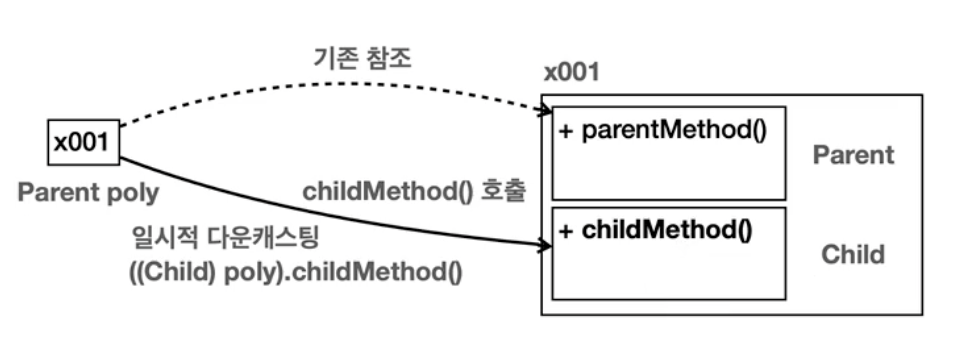 기존 참조
x001
x001
+ parentMethod()
Parent
Parent poly
childMethod() 호출
+ childMethod()
일시적 다운캐스팅
((Child) poly).childMethod()
Child